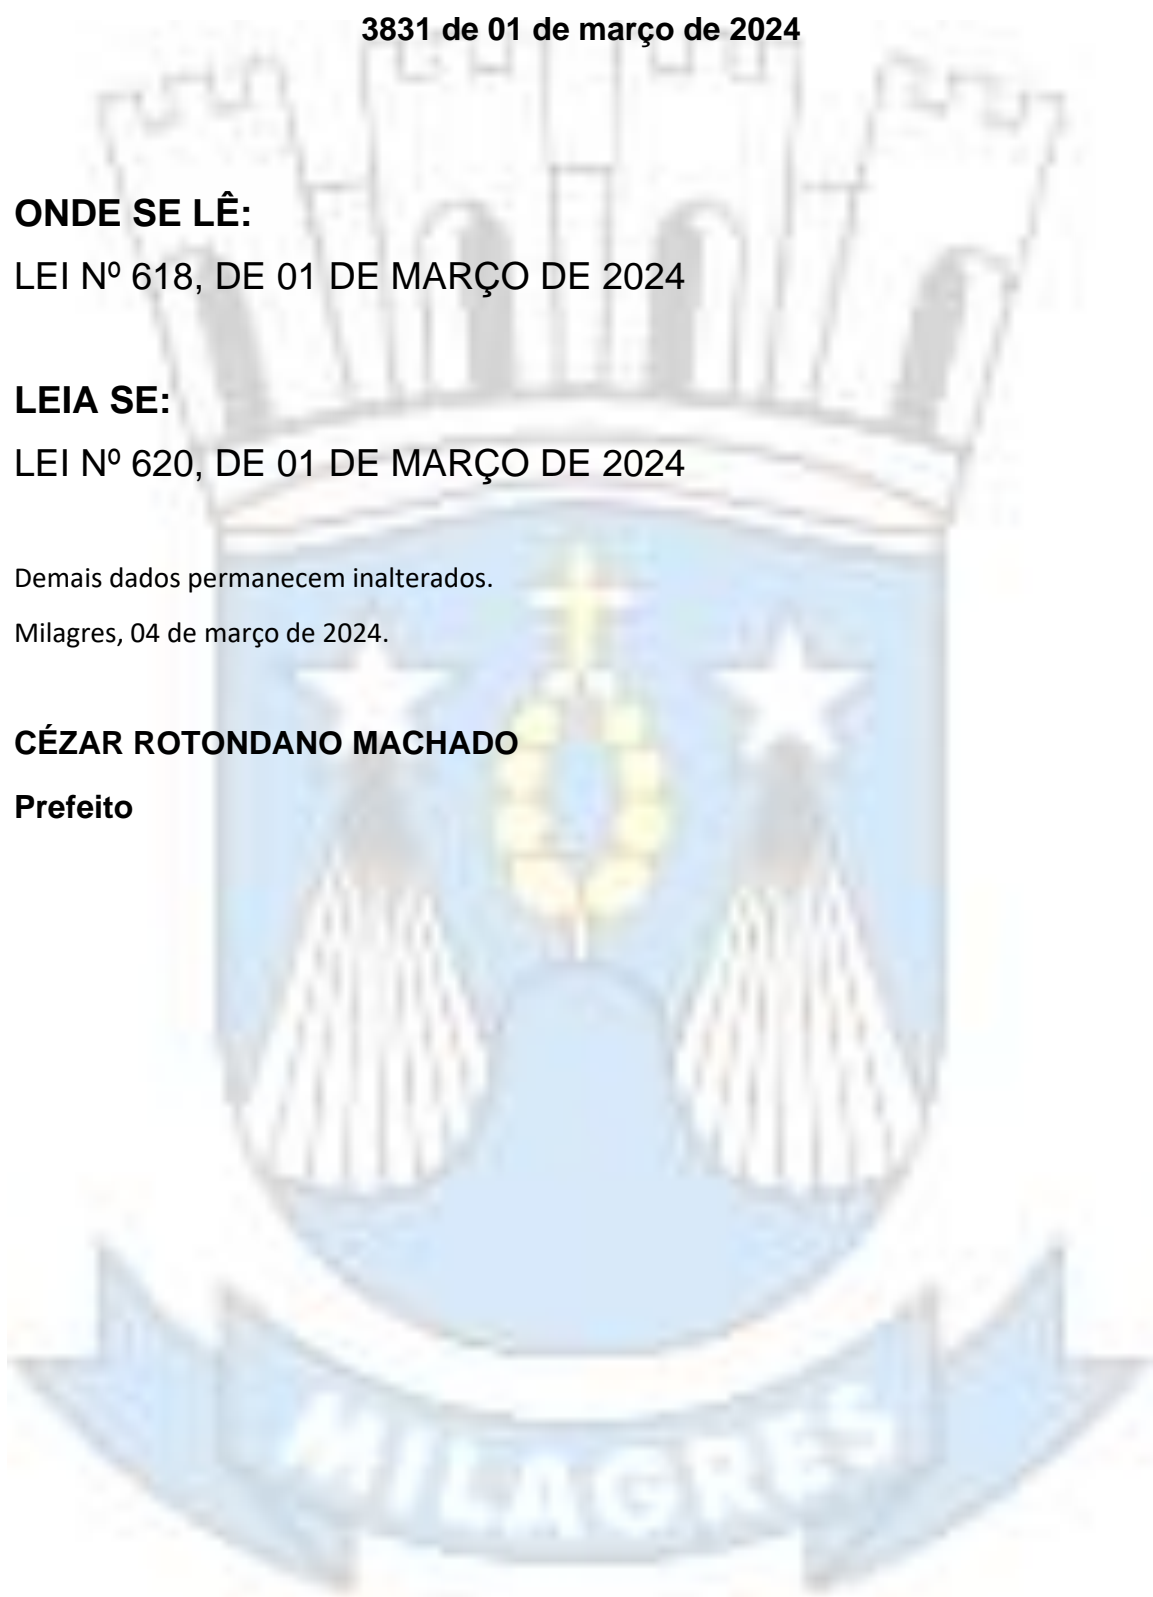 3831 de 01 de março de 2024
ONDE SE LÊ:
LEI Nº 618, DE 01 DE MARÇO DE 2024
LEIA SE:
LEI Nº 620, DE 01 DE MARÇO DE 2024
Demais dados permanecem inalterados.
Milagres, 04 de março de 2024.
CÉZAR ROTONDANO MACHADO
Prefeito
MILAGRES